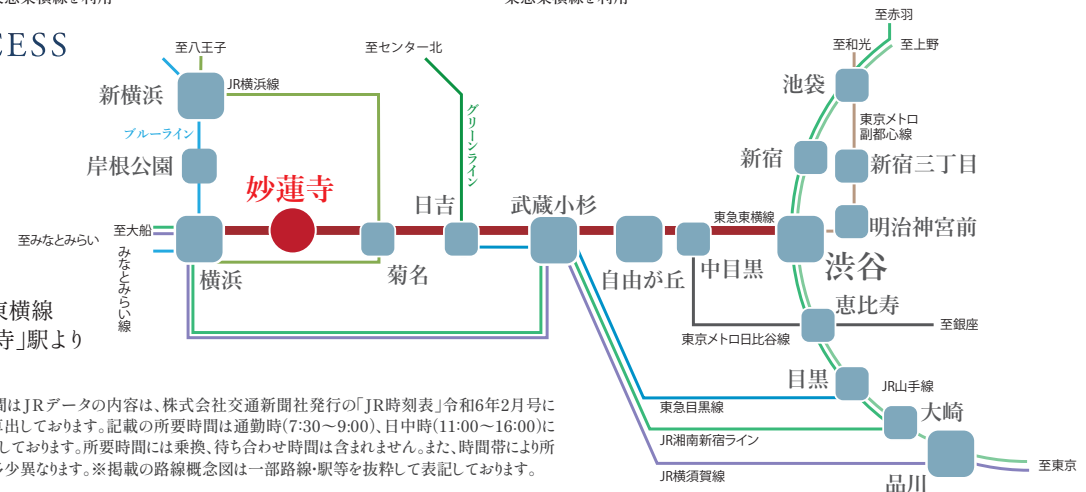 CESS
至赤羽
至和光
至上野
至八王子
至センター北
JR横浜線
新横浜
池袋
ブルーライン
グリーンライン
東京メトロ
副都心線
新宿
新宿三丁目
岸根公園
妙蓮寺
日吉
武蔵小杉
東急東横線
明治神宮前
至大船
至みなとみらい
みなとみらい線
横浜
菊名
自由が丘
中目黒
渋谷
恵比寿
東横線
寺」駅より
東京メトロ日比谷線
至銀座
目黒
JR山手線
東急目黒線
大崎
JR湘南新宿ライン
JR横須賀線
品川
至東京
間はJRデータの内容は、株式会社交通新聞社発行の「JR時刻表」令和6年2月号に
算出しております。記載の所要時間は通勤時(7:30〜9:00)、日中時(11:00〜16:00)に
しております。所要時間には乗換、待ち合わせ時間は含まれません。また、時間帯により所
多少異なります。※掲載の路線概念図は一部路線・駅等を抜粋して表記しております。